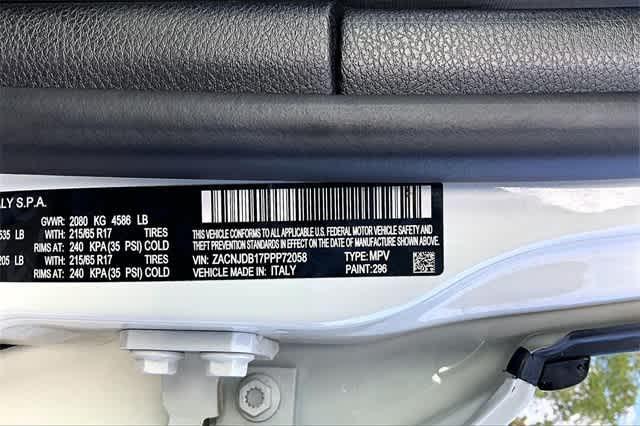 LY S.P.A.
GVWR: 2080 KG 4586 LB
535 LB WITH: 215/65 R17 TIRES
RIMS AT: 240 KPA(35 PSI) COLD
205 LB WITH: 215/65 R17 TIRES
RIMS AT: 240 KPA(35 PSI) COLD
THIS VEHICLE CONFORMS TO ALL APPLICABLE U.S. FEDERAL MOTOR VEHICLE SAFETY AND
THEFT PREVENTION STANDARDS IN EFFECT ON THE DATE OF MANUFACTURE SHOWN ABOVE.
VIN: ZACNJDB17PPP72058 TYPE: MPV
VEHICLE MADE IN: ITALY PAINT: 296